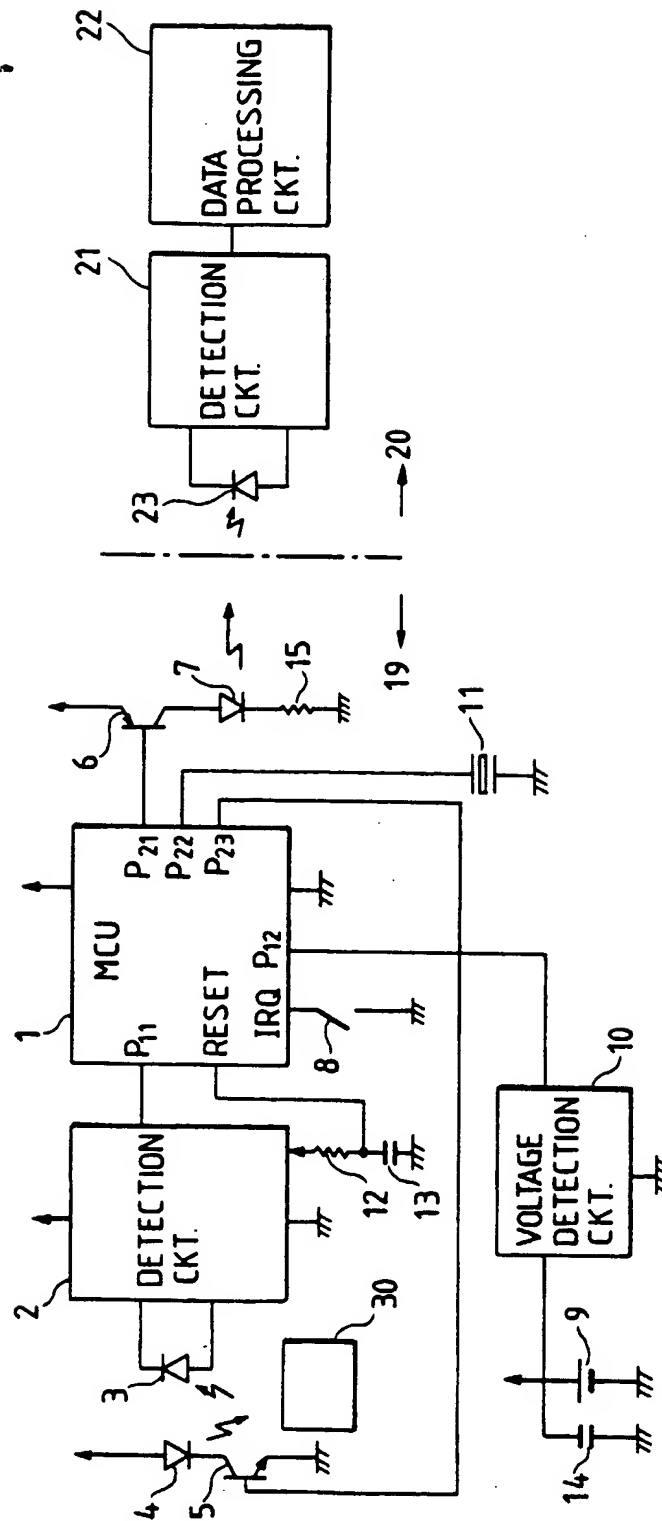 22
DATA
PROCESSING
CKT.
21
DETECTION
CKT.
23
20
19
7
15
6
11
1
MCU
P21
P22
P23
P11
RESET
IRQ
P12
8
2
DETECTION
CKT.
12
13
10
VOLTAGE
DETECTION
CKT.
3
30
4
5
9
14